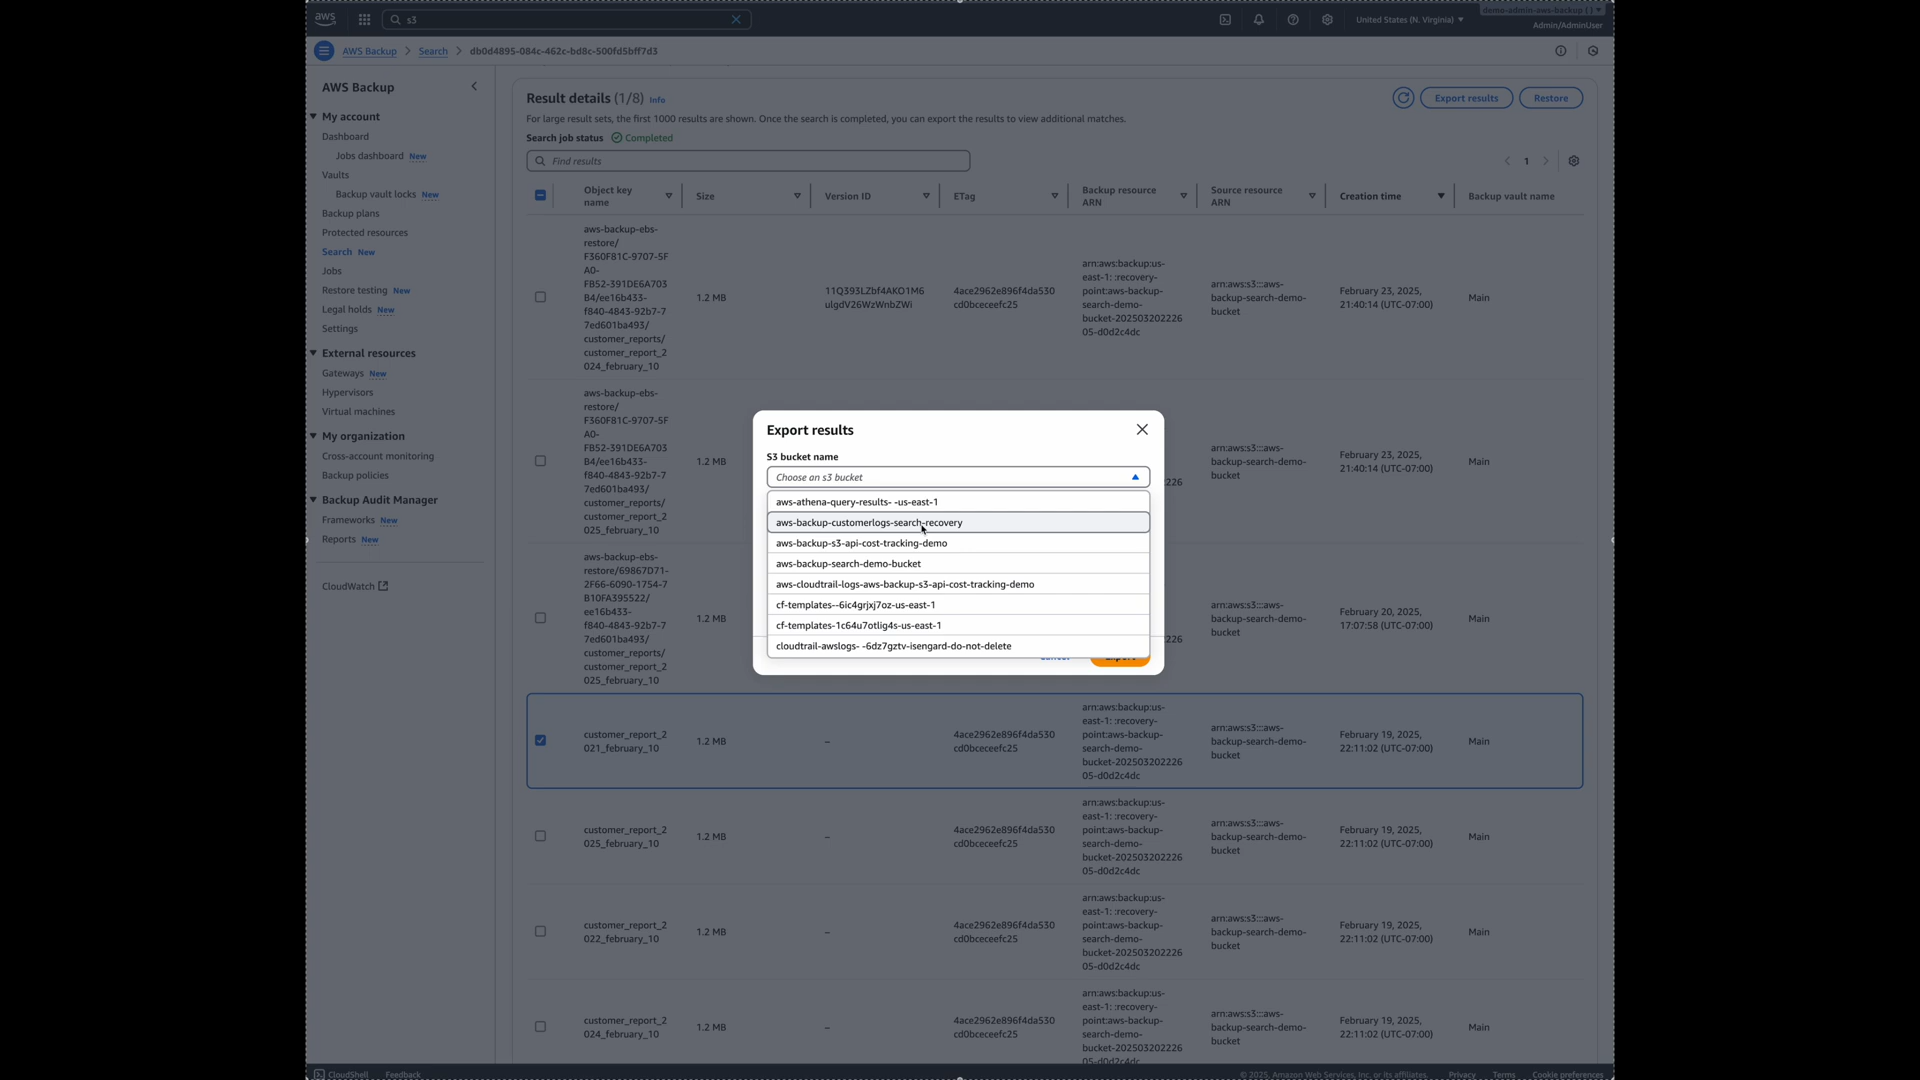 aws
s3
United States (N. Virginia)
demo-admin-aws-backup ( )
Admin/AdminUser
AWS Backup > Search > db0d4895-084c-462c-bd8c-500fd5bff7d3
AWS Backup
My account
Dashboard
Jobs dashboard New
Vaults
Backup vault locks New
Backup plans
Protected resources
Search New
Jobs
Restore testing New
Legal holds New
Settings
External resources
Gateways New
Hypervisors
Virtual machines
My organization
Cross-account monitoring
Backup policies
Backup Audit Manager
Frameworks New
Reports New
CloudWatch
Result details (1/8) Info
Export results
Restore
For large result sets, the first 1000 results are shown. Once the search is completed, you can export the results to view additional matches.
Search job status Completed
Find results
1
Object key
name
Size
Version ID
ETag
Backup resource
ARN
Source resource
ARN
Creation time
Backup vault name
aws-backup-ebs-
restore/
F360F81C-9707-5F
A0-
FB52-391DE6A703
B4/ee16b433-
f840-4843-92b7-7
7ed601ba493/
customer_reports/
customer_report_2
024_february_10
1.2 MB
11Q393LZbf4AKO1M6
ulgdV26WzWnbZWi
4ace2962e896f4da530
cd0bceceefc25
arn:aws:backup:us-
east-1: :recovery-
point:aws-backup-
search-demo-
bucket-202503202226
05-d0d2c4dc
arn:aws:s3:::aws-
backup-search-demo-
bucket
February 23, 2025,
21:40:14 (UTC-07:00)
Main
aws-backup-ebs-
restore/
F360F81C-9707-5F
A0-
FB52-391DE6A703
B4/ee16b433-
f840-4843-92b7-7
7ed601ba493/
customer_reports/
customer_report_2
025_february_10
1.2 MB
226
arn:aws:s3:::aws-
backup-search-demo-
bucket
February 23, 2025,
21:40:14 (UTC-07:00)
Main
aws-backup-ebs-
restore/69867D71-
2F66-6090-1754-7
B10FA395522/
ee16b433-
f840-4843-92b7-7
7ed601ba493/
customer_reports/
customer_report_2
025_february_10
1.2 MB
226
arn:aws:s3:::aws-
backup-search-demo-
bucket
February 20, 2025,
17:07:58 (UTC-07:00)
Main
Export results
S3 bucket name
Choose an s3 bucket
aws-athena-query-results- -us-east-1
aws-backup-customerlogs-search-recovery
aws-backup-s3-api-cost-tracking-demo
aws-backup-search-demo-bucket
aws-cloudtrail-logs-aws-backup-s3-api-cost-tracking-demo
cf-templates--6ic4grjxj7oz-us-east-1
cf-templates-1c64u7otlig4s-us-east-1
cloudtrail-awslogs- -6dz7gztv-isengard-do-not-delete
Cancel
Export
customer_report_2
021_february_10
1.2 MB
–
4ace2962e896f4da530
cd0bceceefc25
arn:aws:backup:us-
east-1: :recovery-
point:aws-backup-
search-demo-
bucket-202503202226
05-d0d2c4dc
arn:aws:s3:::aws-
backup-search-demo-
bucket
February 19, 2025,
22:11:02 (UTC-07:00)
Main
customer_report_2
025_february_10
1.2 MB
–
4ace2962e896f4da530
cd0bceceefc25
arn:aws:backup:us-
east-1: :recovery-
point:aws-backup-
search-demo-
bucket-202503202226
05-d0d2c4dc
arn:aws:s3:::aws-
backup-search-demo-
bucket
February 19, 2025,
22:11:02 (UTC-07:00)
Main
customer_report_2
022_february_10
1.2 MB
–
4ace2962e896f4da530
cd0bceceefc25
arn:aws:backup:us-
east-1: :recovery-
point:aws-backup-
search-demo-
bucket-202503202226
05-d0d2c4dc
arn:aws:s3:::aws-
backup-search-demo-
bucket
February 19, 2025,
22:11:02 (UTC-07:00)
Main
customer_report_2
024_february_10
1.2 MB
–
4ace2962e896f4da530
cd0bceceefc25
arn:aws:backup:us-
east-1: :recovery-
point:aws-backup-
search-demo-
bucket-202503202226
05-d0d2c4dc
arn:aws:s3:::aws-
backup-search-demo-
bucket
February 19, 2025,
22:11:02 (UTC-07:00)
Main
CloudShell
Feedback
© 2025, Amazon Web Services, Inc. or its affiliates.
Privacy
Terms
Cookie preferences